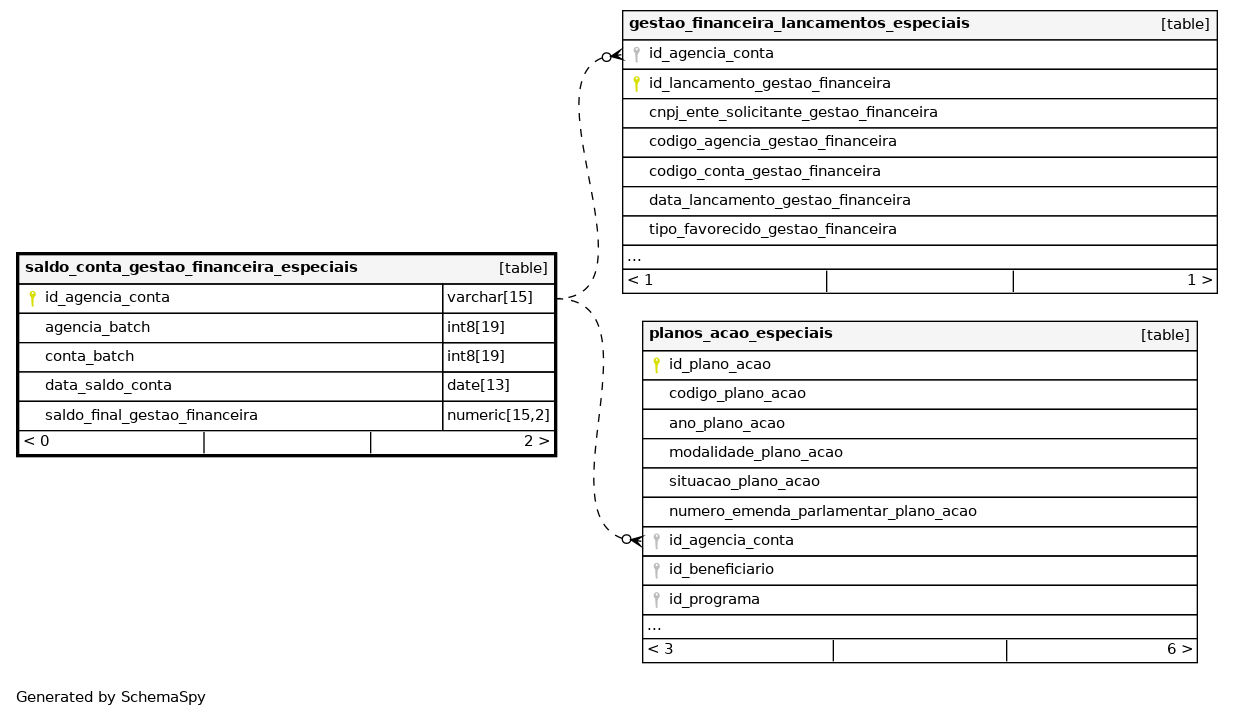 gestao_financeira_lancamentos_especiais [table]
id_agencia_conta
id_lancamento_gestao_financeira
cnpj_ente_solicitante_gestao_financeira
codigo_agencia_gestao_financeira
codigo_conta_gestao_financeira
data_lancamento_gestao_financeira
tipo_favorecido_gestao_financeira
...
< 1 1 >
saldo_conta_gestao_financeira_especiais [table]
id_agencia_conta varchar[15]
agencia_batch int8[19]
conta_batch int8[19]
data_saldo_conta date[13]
saldo_final_gestao_financeira numeric[15,2]
< 0 2 >
planos_acao_especiais [table]
id_plano_acao
codigo_plano_acao
ano_plano_acao
modalidade_plano_acao
situacao_plano_acao
numero_emenda_parlamentar_plano_acao
id_agencia_conta
id_beneficiario
id_programa
...
< 3 6 >
Generated by SchemaSpy